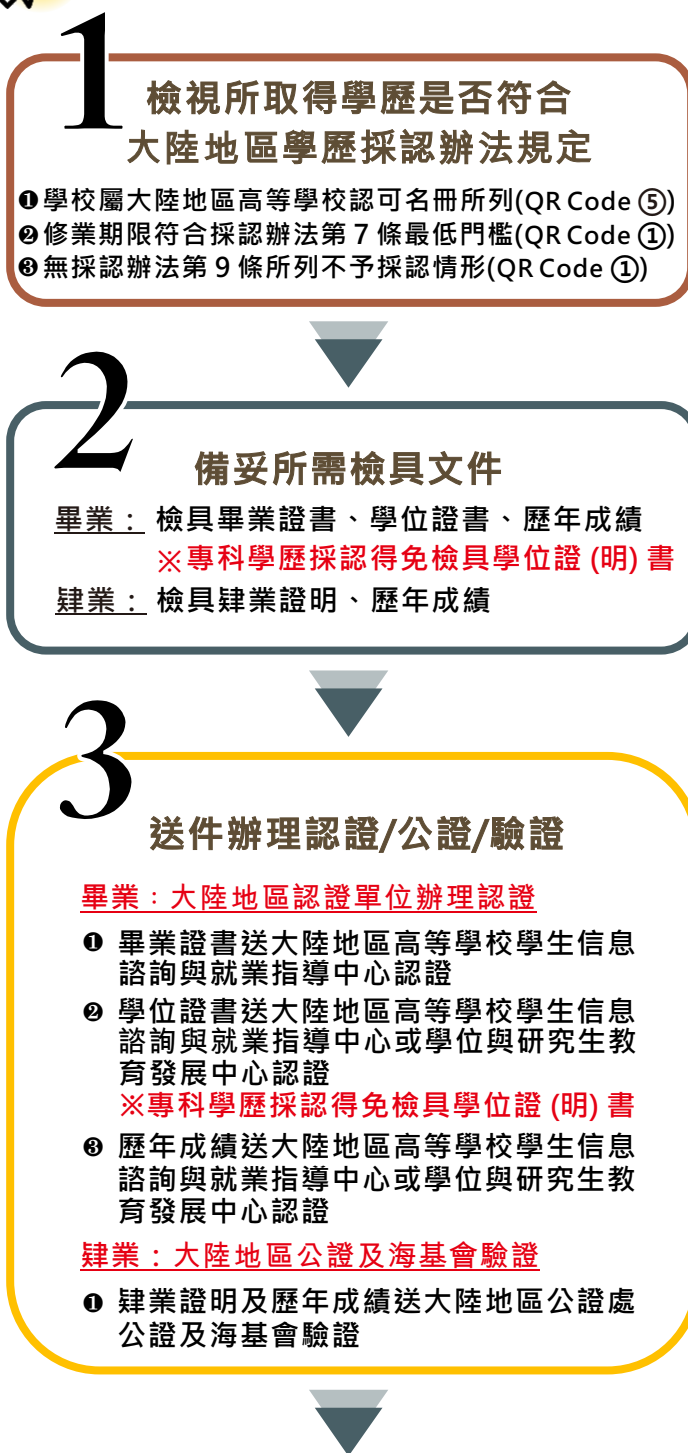 1
檢視所取得學歷是否符合
大陸地區學歷採認辦法規定
❶學校屬大陸地區高等學校認可名冊所列(QR Code ⑤)
❷修業期限符合採認辦法第 7 條最低門檻(QR Code ①)
❸無採認辦法第 9 條所列不予採認情形(QR Code ①)
2
備妥所需檢具文件
畢業： 檢具畢業證書、學位證書、歷年成績
※專科學歷採認得免檢具學位證 (明) 書
肄業： 檢具肄業證明、歷年成績
3
送件辦理認證/公證/驗證
畢業：大陸地區認證單位辦理認證
❶ 畢業證書送大陸地區高等學校學生信息
諮詢與就業指導中心認證
❷ 學位證書送大陸地區高等學校學生信息
諮詢與就業指導中心或學位與研究生教
育發展中心認證
※專科學歷採認得免檢具學位證 (明) 書
❸ 歷年成績送大陸地區高等學校學生信息
諮詢與就業指導中心或學位與研究生教
育發展中心認證
肄業：大陸地區公證及海基會驗證
❶ 肄業證明及歷年成績送大陸地區公證處
公證及海基會驗證